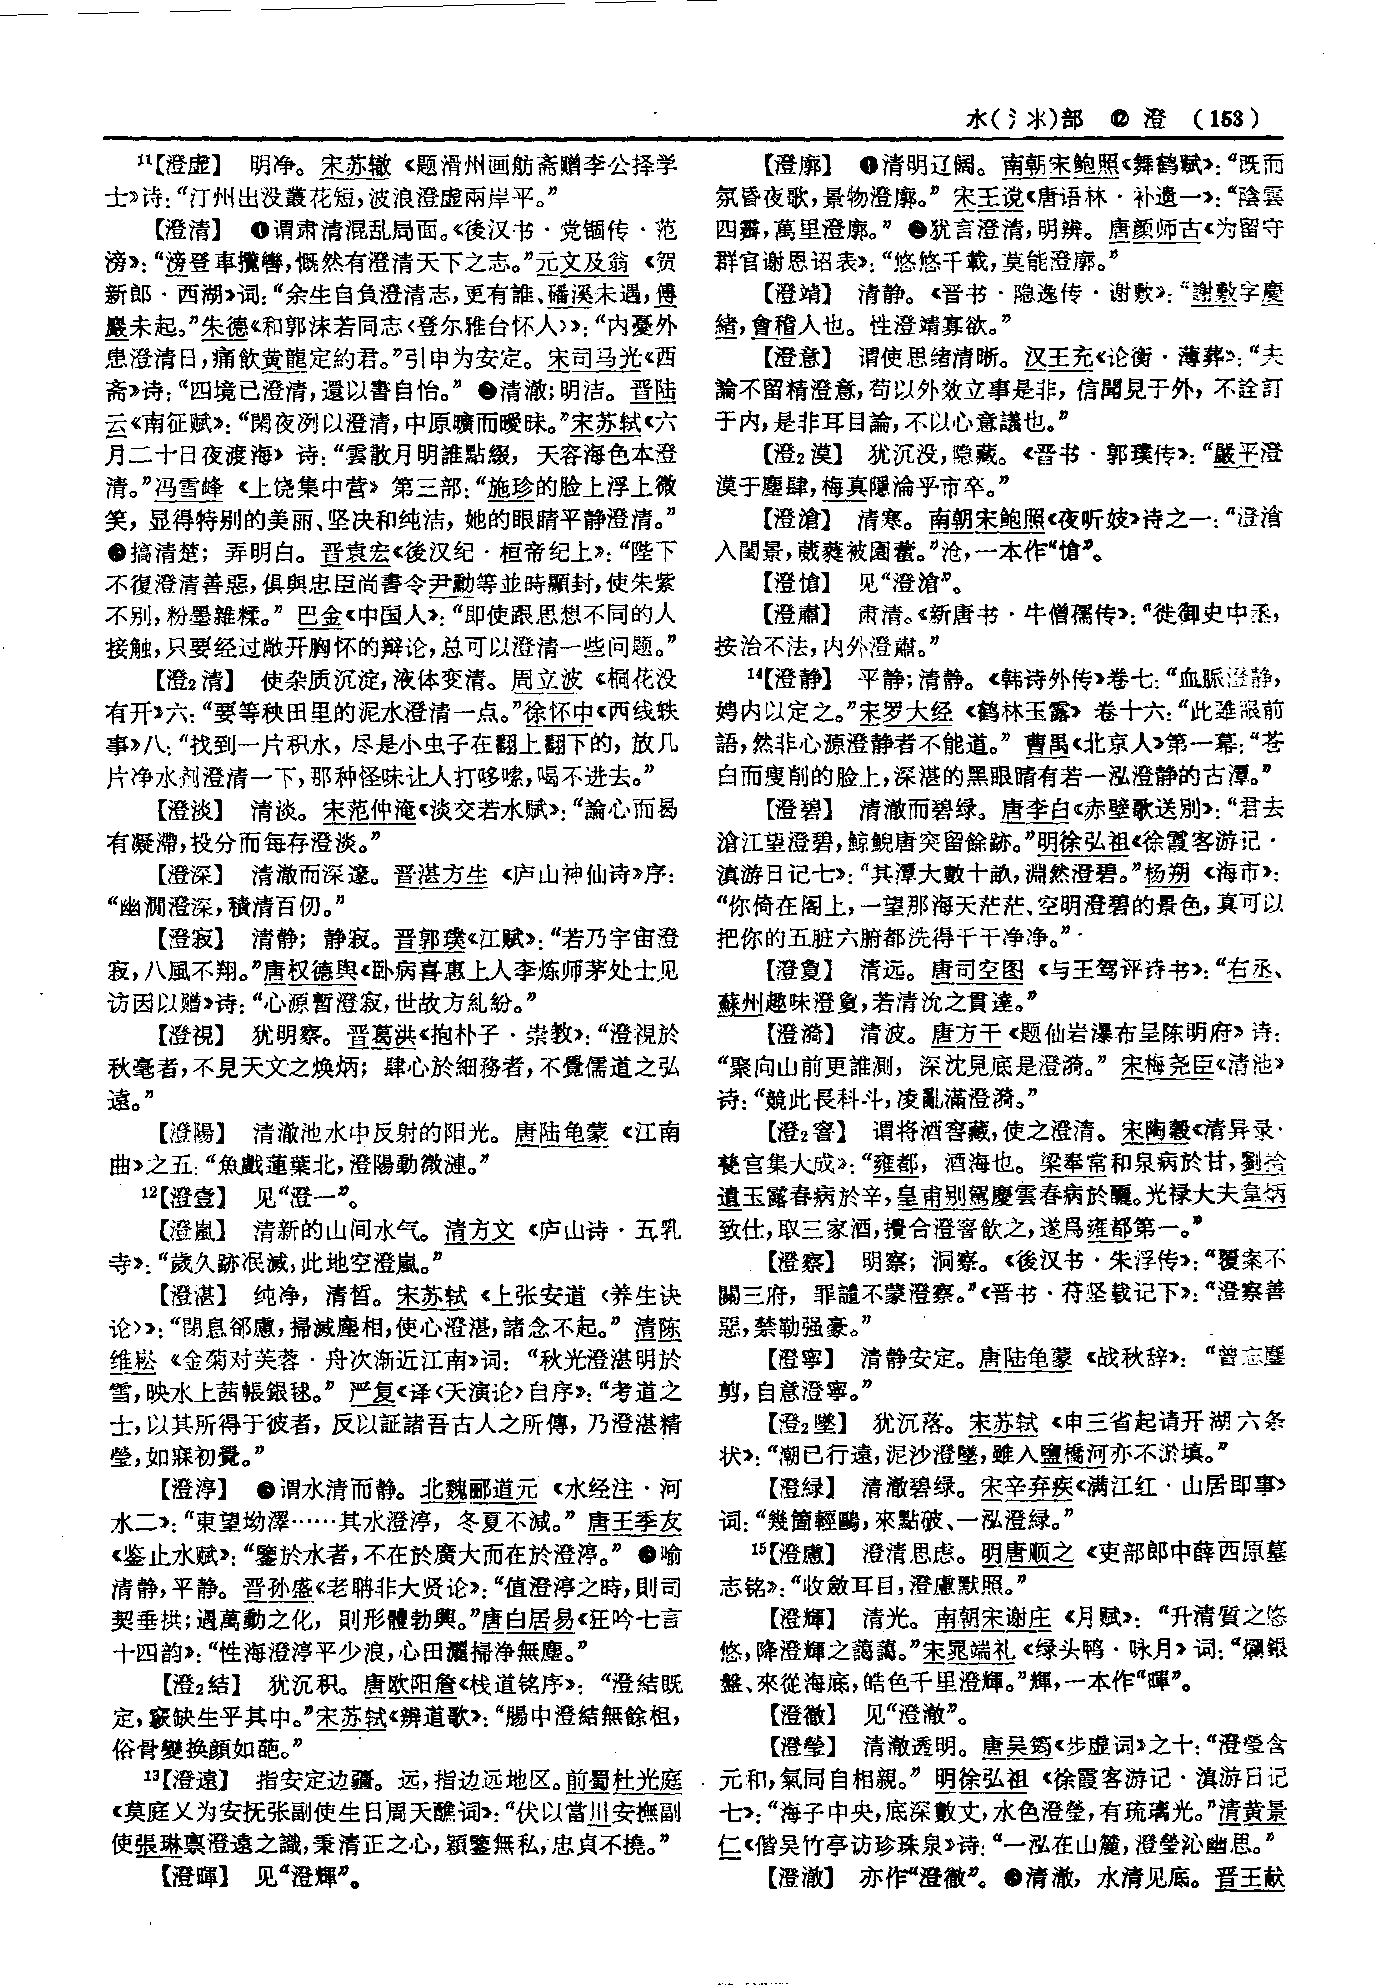 水(氵氺)部 ⑫ 澄 (153)
11【澄虚】 明净。宋苏辙《题滑州画舫斋赠李公择学
士》诗：“汀州出没叢花短，波浪澄虚兩岸平。”
【澄清】 ❶谓肃清混乱局面。《後汉书·党锢传·范
滂》：“滂登車攬轡，慨然有澄清天下之志。”元文及翁《贺
新郎·西湖》词：“余生自負澄清志，更有誰、磻溪未遇，傅
巖未起。”朱德《和郭沫若同志〈登尔雅台怀人〉》：“内憂外
患澄清日，痛飲黄龍定約君。”引申为安定。宋司马光《西
斋》诗：“四境已澄清，還以書自怡。” ❷清澈；明洁。晋陆
云《南征赋》：“閑夜洌以澄清，中原曠而曖昧。”宋苏轼《六
月二十日夜渡海》诗：“雲散月明誰點綴，天容海色本澄
清。”冯雪峰《上饶集中营》第三部：“施珍的脸上浮上微
笑，显得特别的美丽、坚决和纯洁，她的眼睛平静澄清。”
❸搞清楚；弄明白。晋袁宏《後汉纪·桓帝纪上》：“陛下
不復澄清善惡，俱與忠臣尚書令尹勳等並時顯封，使朱紫
不别，粉墨雜糅。” 巴金《中国人》：“即使跟思想不同的人
接触，只要经过敞开胸怀的辩论，总可以澄清一些问题。”
【澄2清】 使杂质沉淀，液体变清。周立波《桐花没
有开》六：“要等秧田里的泥水澄清一点。”徐怀中《西线轶
事》八：“找到一片积水，尽是小虫子在翻上翻下的，放几
片净水剂澄清一下，那种怪味让人打哆嗦，喝不进去。”
【澄淡】 清淡。宋范仲淹《淡交若水赋》：“論心而曷
有凝滯，投分而每存澄淡。”
【澄深】 清澈而深邃。晋湛方生《庐山神仙诗》序：
“幽澗澄深，積清百仞。”
【澄寂】 清静；静寂。晋郭璞《江赋》：“若乃宇宙澄
寂，八風不翔。”唐权德舆《卧病喜惠上人李炼师茅处士见
访因以赠》诗：“心源暫澄寂，世故方糺紛。”
【澄視】 犹明察。晋葛洪《抱朴子·崇教》：“澄視於
秋毫者，不見天文之焕炳；肆心於細務者，不覺儒道之弘
遠。”
【澄陽】 清澈池水中反射的阳光。唐陆龟蒙《江南
曲》之五：“魚戲蓮葉北，澄陽動微漣。”
12【澄壹】 见“澄一”。
【澄嵐】 清新的山间水气。清方文《庐山诗·五乳
寺》：“歲久跡泯滅，此地空澄嵐。”
【澄湛】 纯净，清晳。宋苏轼《上张安道〈养生诀
论〉》：“閉息郤慮，掃滅塵相，使心澄湛，諸念不起。” 清陈
维崧《金菊对芙蓉·舟次渐近江南》词：“秋光澄湛明於
雪，映水上茜帳銀毬。” 严复《译〈天演论〉自序》：“考道之
士，以其所得于彼者，反以証諸吾古人之所傳，乃澄湛精
瑩，如寐初覺。”
【澄渟】 ❶谓水清而静。北魏郦道元《水经注·河
水二》：“東望坳澤……其水澄渟，冬夏不減。” 唐王季友
《鉴止水赋》：“鑒於水者，不在於廣大而在於澄渟。” ❷喻
清静，平静。晋孙盛《老聃非大贤论》：“值澄渟之時，則司
契垂拱；遇萬動之化，則形體勃興。”唐白居易《狂吟七言
十四韵》：“性海澄渟平少浪，心田灑掃净無塵。”
【澄2結】 犹沉积。唐欧阳詹《栈道铭序》：“澄結既
定，竅缺生乎其中。”宋苏轼《辨道歌》：“腸中澄結無餘柤，
俗骨變换顔如葩。”
13【澄遠】 指安定边疆。远，指边远地区。前蜀杜光庭
《莫庭乂为安抚张副使生日周天醮词》：“伏以當川安撫副
使張琳禀澄遠之識，秉清正之心，穎鑒無私，忠貞不撓。”
【澄暉】 见“澄輝”。
【澄廓】 ❶清明辽阔。南朝宋鲍照《舞鹤赋》：“既而
氛昏夜歇，景物澄廓。” 宋王谠《唐语林·补遗一》：“陰雲
四霽，萬里澄廓。” ❷犹言澄清，明辨。唐颜师古《为留守
群官谢恩诏表》：“悠悠千載，莫能澄廓。”
【澄靖】 清静。《晋书·隐逸传·谢敷》：“謝敷字慶
緒，會稽人也。性澄靖寡欲。”
【澄意】 谓使思绪清晰。汉王充《论衡·薄葬》：“夫
論不留精澄意，苟以外效立事是非，信聞見于外，不詮訂
于内，是非耳目論，不以心意議也。”
【澄2漠】 犹沉没，隐藏。《晋书·郭璞传》：“嚴平澄
漠于塵肆，梅真隱淪乎市卒。”
【澄滄】 清寒。南朝宋鲍照《夜听妓》诗之一：“澄滄
入閨景，葳蕤被園藿。”沧，一本作“愴”。
【澄愴】 见“澄滄”。
【澄肅】 肃清。《新唐书·牛僧孺传》：“徙御史中丞，
按治不法，内外澄肅。”
14【澄静】 平静；清静。《韩诗外传》卷七：“血脈澄静，
娉内以定之。”宋罗大经《鹤林玉露》卷十六：“此雖眼前
語，然非心源澄静者不能道。” 曹禺《北京人》第一幕：“苍
白而瘦削的脸上，深湛的黑眼睛有若一泓澄静的古潭。”
【澄碧】 清澈而碧绿。唐李白《赤壁歌送别》：“君去
滄江望澄碧，鯨鯢唐突留餘跡。”明徐弘祖《徐霞客游记·
滇游日记七》：“其潭大數十畝，淵然澄碧。”杨朔《海市》：
“你倚在阁上，一望那海天茫茫、空明澄碧的景色，真可以
把你的五脏六腑都洗得干干净净。”
【澄敻】 清远。唐司空图《与王驾评诗书》：“右丞、
蘇州趣味澄敻，若清沇之貫達。”
【澄漪】 清波。唐方干《题仙岩瀑布呈陈明府》诗：
“聚向山前更誰測，深沈見底是澄漪。” 宋梅尧臣《清池》
诗：“競此長科斗，凌亂滿澄漪。”
【澄2窖】 谓将酒窖藏，使之澄清。宋陶榖《清异录·
瓮宫集大成》：“雍都，酒海也。梁奉常和泉病於甘，劉拾
遺玉露春病於辛，皇甫别駕慶雲春病於釅。光禄大夫韋炳
致仕，取三家酒，攪合澄窖飲之，遂爲雍都第一。”
【澄察】 明察；洞察。《後汉书·朱浮传》：“覆案不
關三府，罪譴不蒙澄察。”《晋书·苻坚载记下》：“澄察善
惡，禁勒强豪。”
【澄寧】 清静安定。唐陆龟蒙《战秋辞》：“曾忘鏖
剪，自意澄寧。”
【澄2墜】 犹沉落。宋苏轼《申三省起请开湖六条
状》：“潮已行遠，泥沙澄墜，雖入鹽橋河亦不淤填。”
【澄緑】 清澈碧绿。宋辛弃疾《满江红·山居即事》
词：“幾箇輕鷗，來點破、一泓澄緑。”
15【澄慮】 澄清思虑。明唐顺之《吏部郎中薛西原墓
志铭》：“收斂耳目，澄慮默照。”
【澄輝】 清光。南朝宋谢庄《月赋》：“升清質之悠
悠，降澄輝之藹藹。”宋晁端礼《绿头鸭·咏月》词：“爛銀
盤、來從海底，皓色千里澄輝。”輝，一本作“暉”。
【澄徹】 见“澄澈”。
【澄瑩】 清澈透明。唐吴筠《步虚词》之十：“澄瑩含
元和，氣同自相親。” 明徐弘祖《徐霞客游记·滇游日记
七》：“海子中央，底深數丈，水色澄瑩，有琉璃光。”清黄景
仁《偕吴竹亭访珍珠泉》诗：“一泓在山麓，澄瑩沁幽思。”
【澄澈】 亦作“澄徹”。❶清澈，水清见底。晋王献